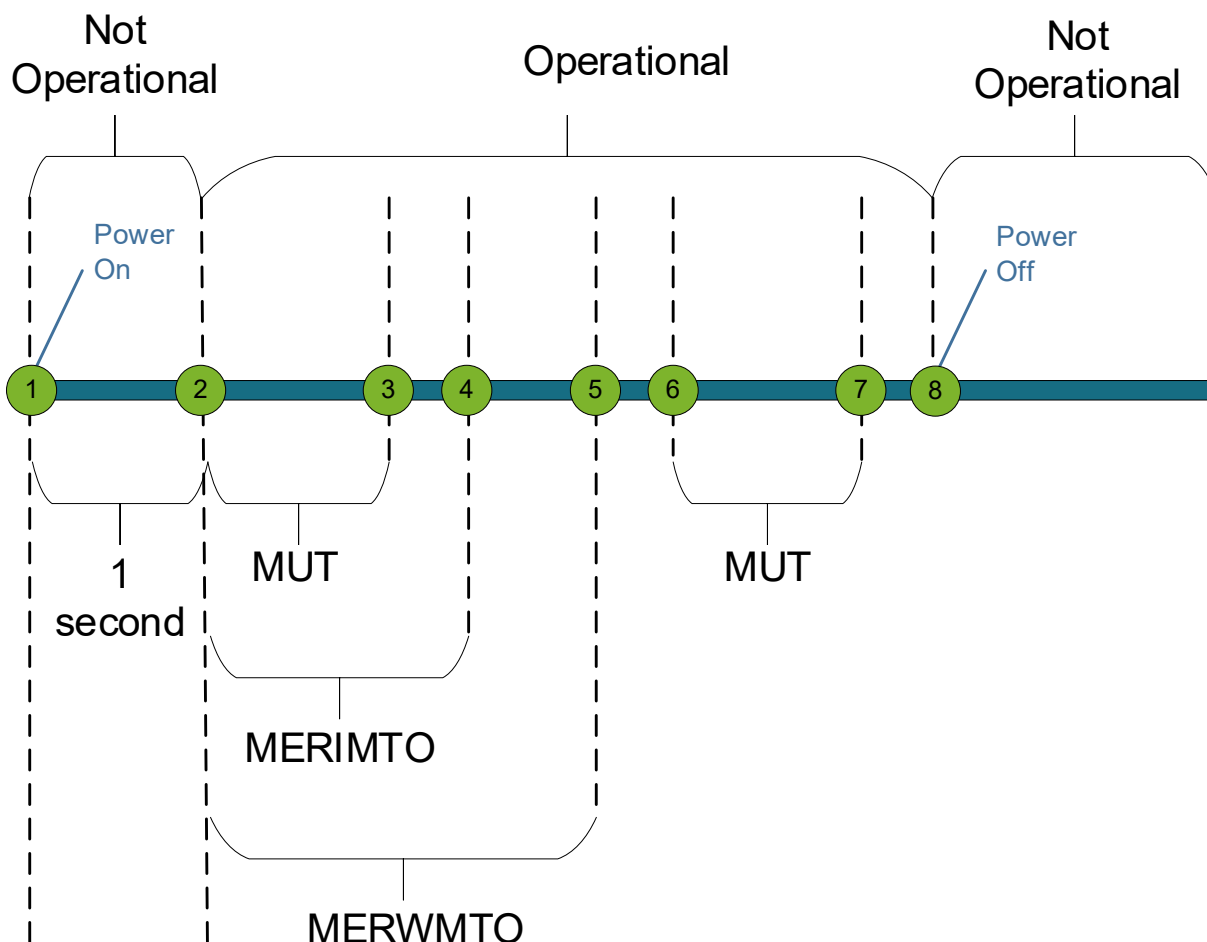 Not
Operational
Operational
Not
Operational
Power
On
Power
Off
1
2
3
4
5
6
7
8
1
second
MUT
MUT
MERIMTO
MERWMTO